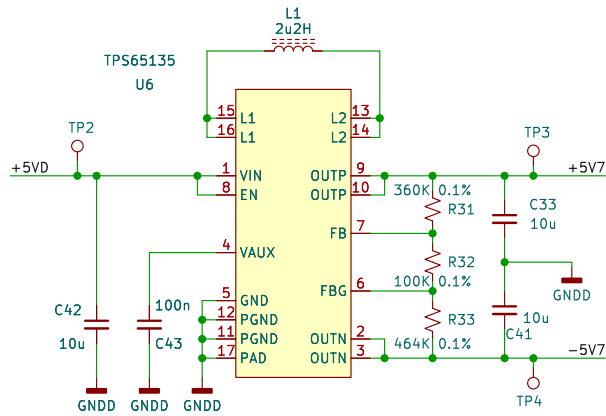 L1
2u2H
TPS65135
U6
15 L1 L2 13
16 L1 L2 14
TP2
TP3
+5VD
1 VIN OUTP 9
+5V7
8 EN OUTP 10
360K 0.1%
R31
C33
10u
7 FB
4 VAUX
R32
100K 0.1%
6 FBG
GNDD
5 GND
12 PGND
11 PGND
17 PAD
C42
10u
100n
C43
R33
464K 0.1%
10u
C41
OUTN 2
OUTN 3
-5V7
TP4
GNDD
GNDD
GNDD